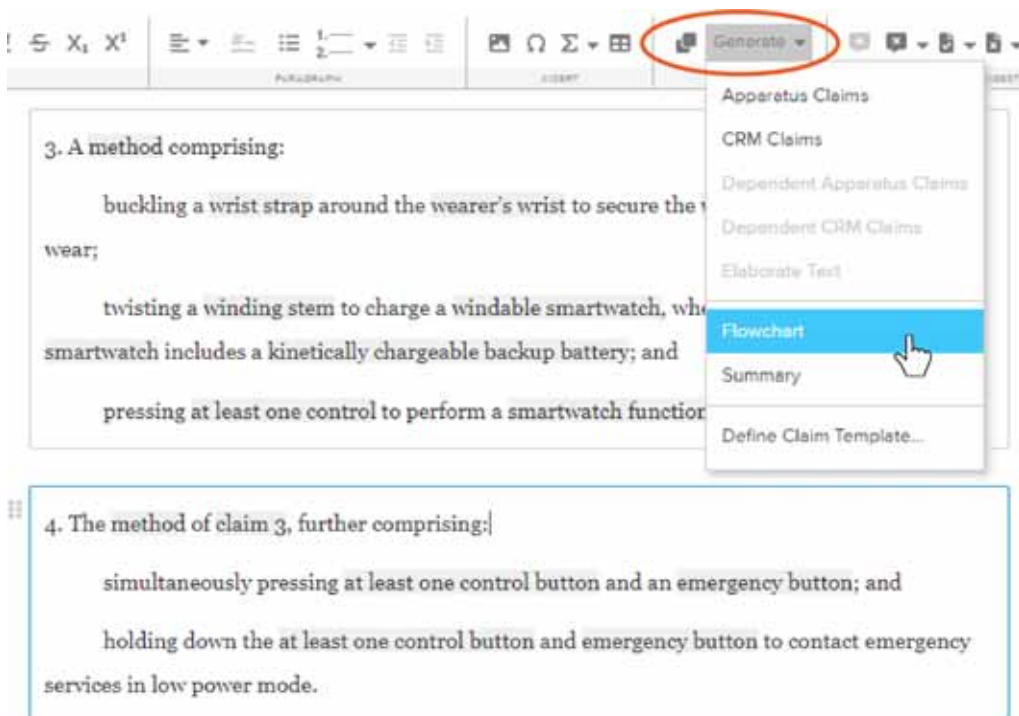 S X₁ X¹ 1. 2. Ω Σ Generate
PARAGRAPH INSERT
Apparatus Claims
CRM Claims
Dependent Apparatus Claims
Dependent CRM Claims
Elaborate Text
Flowchart
Summary
Define Claim Template...
3. A method comprising:
buckling a wrist strap around the wearer's wrist to secure the
wear;
twisting a winding stem to charge a windable smartwatch,
smartwatch includes a kinetically chargeable backup battery; and
pressing at least one control to perform a smartwatch function
4. The method of claim 3, further comprising:
simultaneously pressing at least one control button and an emergency button; and
holding down the at least one control button and emergency button to contact emergency
services in low power mode.